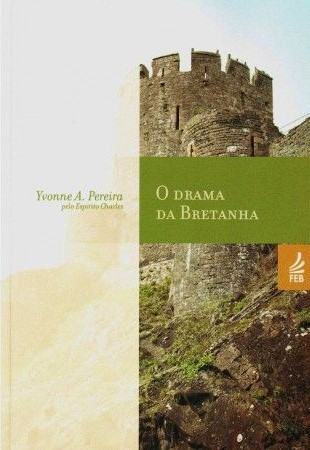 Yvonne A. Pereira
pelo Espírito Charles
O DRAMA
DA BRETANHA
FEB